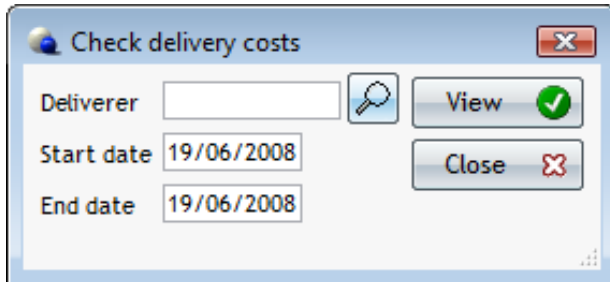 Check delivery costs
Deliverer
View
Start date 19/06/2008
Close
End date 19/06/2008